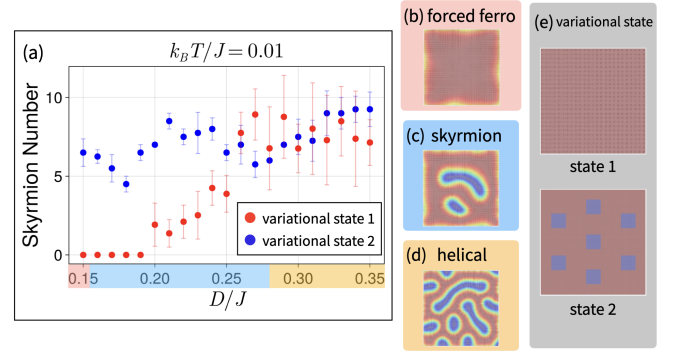 (a)
k_BT/J = 0.01
Skyrmion Number
10
5
0
variational state 1
variational state 2
0.15 0.20 0.25 0.30 0.35
D/J
(b) forced ferro
(c) skyrmion
(d) helical
(e) variational state
state 1
state 2